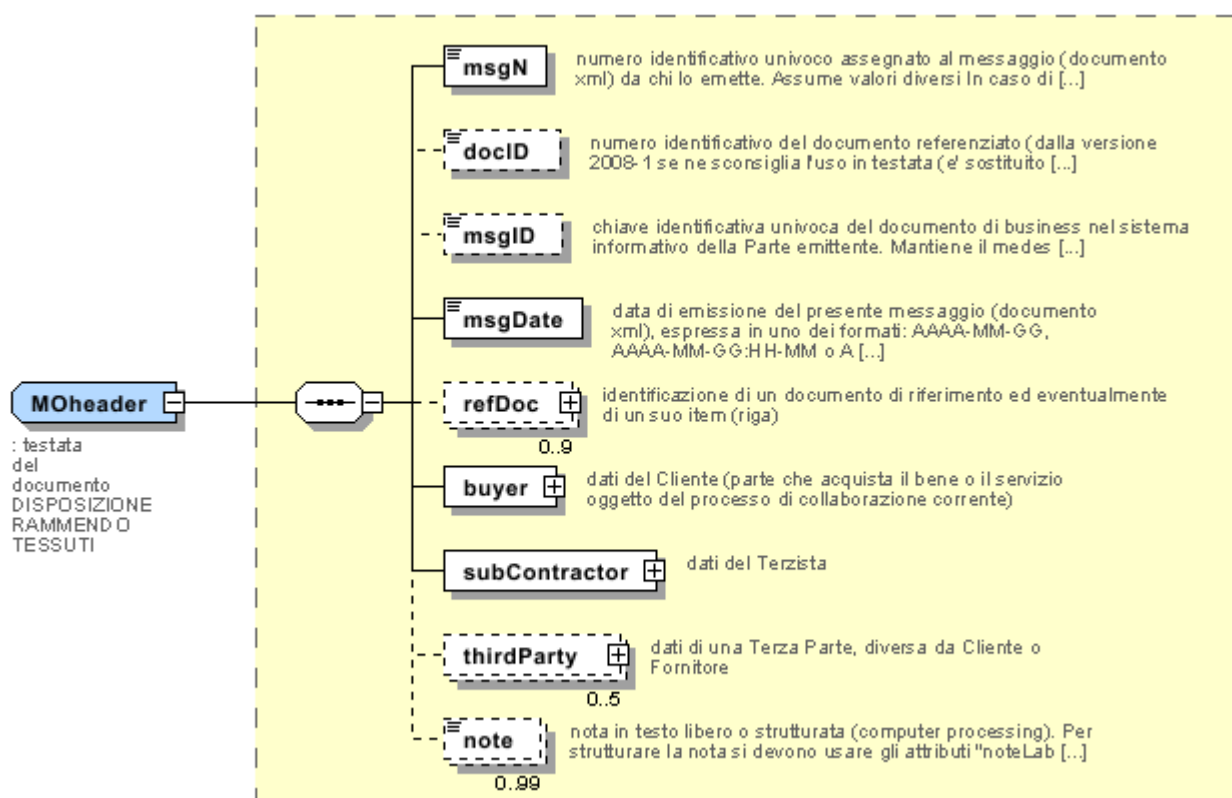 msgN
numero identificativo univoco assegnato al messaggio (documento
xml) da chi lo emette. Assume valori diversi In caso di [...]
docID
numero identificativo del documento referenziato (dalla versione
2008-1 se ne sconsiglia l'uso in testata (e' sostituito [...]
msgID
chiave identificativa univoca del documento di business nel sistema
informativo della Parte emittente. Mantiene il medes [...]
msgDate
data di emissione del presente messaggio (documento
xml), espressa in uno dei formati: AAAA-MM-GG,
AAAA-MM-GG:HH-MM o A [...]
MOheader
: testata
del
documento
DISPOSIZIONE
RAMMENDO
TESSUTI
refDoc
0..9
identificazione di un documento di riferimento ed eventualmente
di un suo item (riga)
buyer
dati del Cliente (parte che acquista il bene o il servizio
oggetto del processo di collaborazione corrente)
subContractor
dati del Terzista
thirdParty
0..5
dati di una Terza Parte, diversa da Cliente o
Fornitore
note
0..99
nota in testo libero o strutturata (computer processing). Per
strutturare la nota si devono usare gli attributi "noteLab [...]